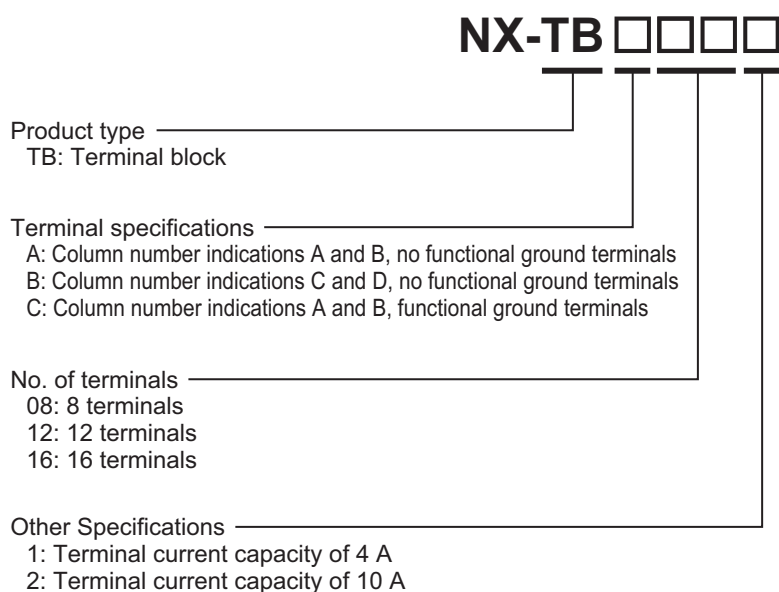 NX-TB □□□□
Product type
TB: Terminal block
Terminal specifications
A: Column number indications A and B, no functional ground terminals
B: Column number indications C and D, no functional ground terminals
C: Column number indications A and B, functional ground terminals
No. of terminals
08: 8 terminals
12: 12 terminals
16: 16 terminals
Other Specifications
1: Terminal current capacity of 4 A
2: Terminal current capacity of 10 A